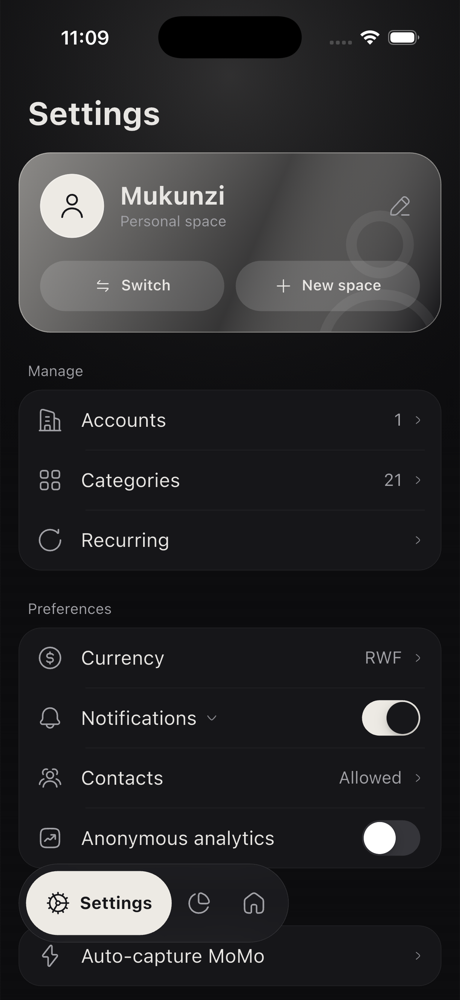 11:09
Settings
Mukunzi
Personal space
Switch
New space
Manage
Accounts 1
Categories 21
Recurring
Preferences
Currency RWF
Notifications
Contacts Allowed
Anonymous analytics
Settings
Auto-capture MoMo